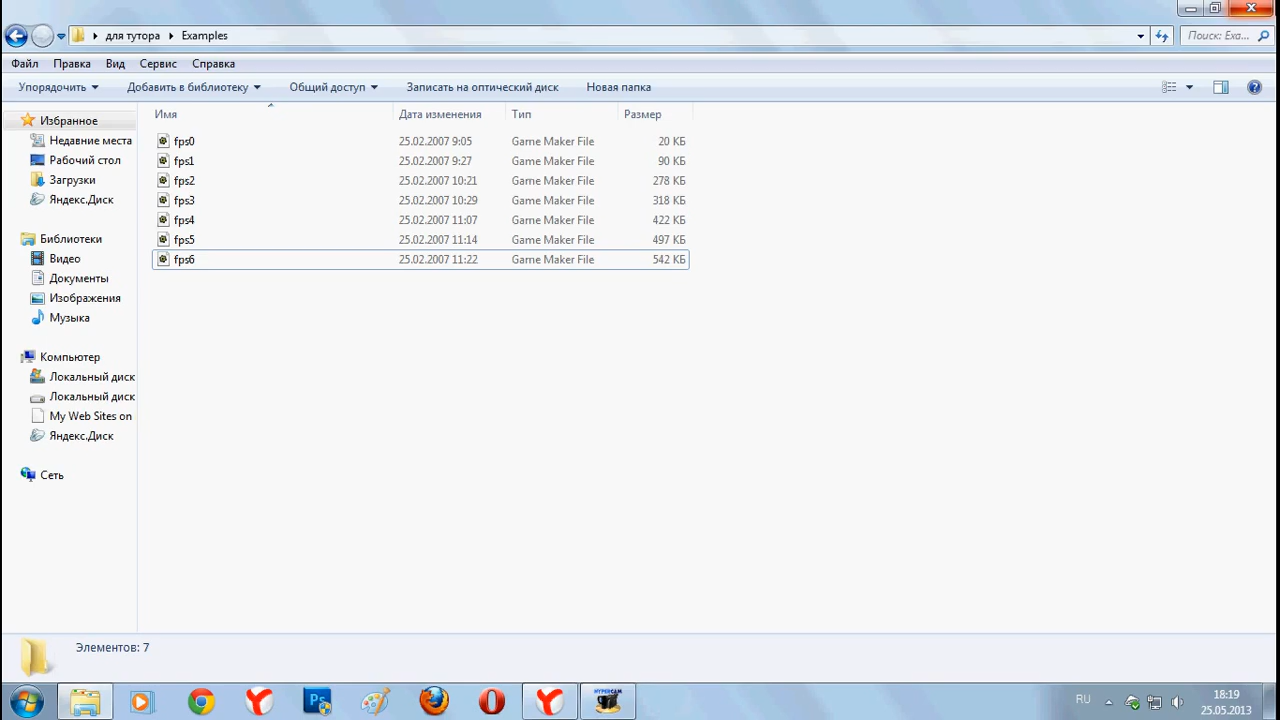 для тутора Examples Поиск: Exa...
Файл Правка Вид Сервис Справка
Упорядочить Добавить в библиотеку Общий доступ Записать на оптический диск Новая папка
Имя Дата изменения Тип Размер
Избранное
Недавние места
Рабочий стол
Загрузки
Яндекс.Диск
Библиотеки
Видео
Документы
Изображения
Музыка
Компьютер
Локальный диск
Локальный диск
My Web Sites on
Яндекс.Диск
Сеть
fps0 25.02.2007 9:05 Game Maker File 20 КБ
fps1 25.02.2007 9:27 Game Maker File 90 КБ
fps2 25.02.2007 10:21 Game Maker File 278 КБ
fps3 25.02.2007 10:29 Game Maker File 318 КБ
fps4 25.02.2007 11:07 Game Maker File 422 КБ
fps5 25.02.2007 11:14 Game Maker File 497 КБ
fps6 25.02.2007 11:22 Game Maker File 542 КБ
Элементов: 7
Ps
HYPERCAM
RU
18:19
25.05.2013